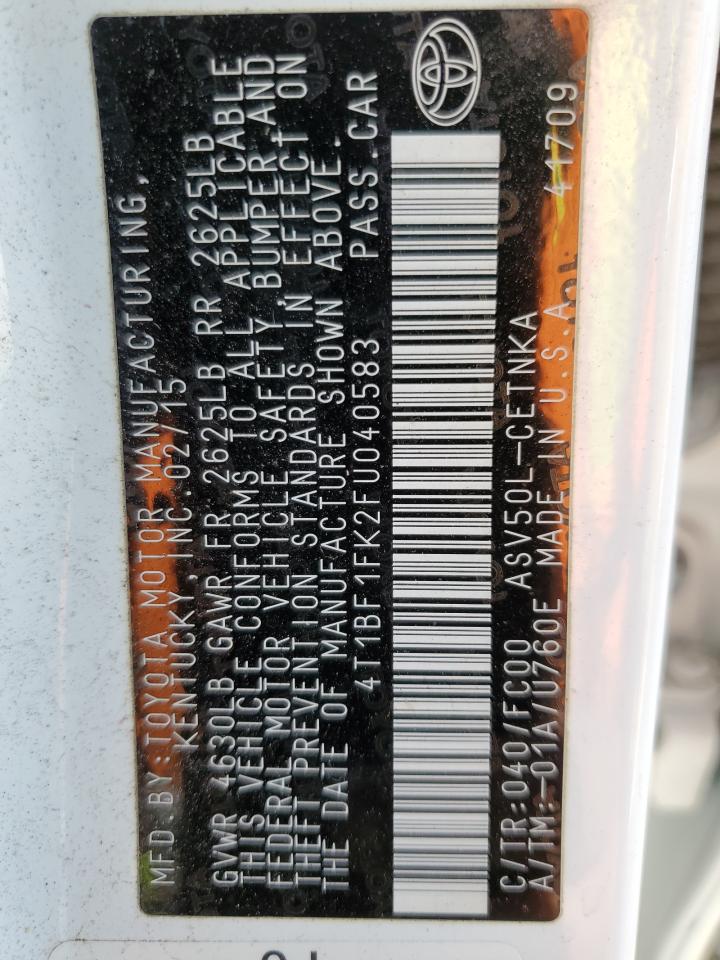 MFD.BY:TOYOTA MOTOR MANUFACTURING,
KENTUCKY, INC.02/15
GVWR 4630LB GAWR FR 2625LB RR 2625LB
THIS VEHICLE CONFORMS TO ALL APPLICABLE
FEDERAL MOTOR VEHICLE SAFETY, BUMPER, AND
THEFT PREVENTION STANDARDS IN EFFECT ON
THE DATE OF MANUFACTURE SHOWN ABOVE.
4T1BF1FK2FU040583 PASS.CAR
C/TR:040/FC00 ASV50L-CETNKA 41709
A/TM:-01A/U760E MADE IN U.S.A.